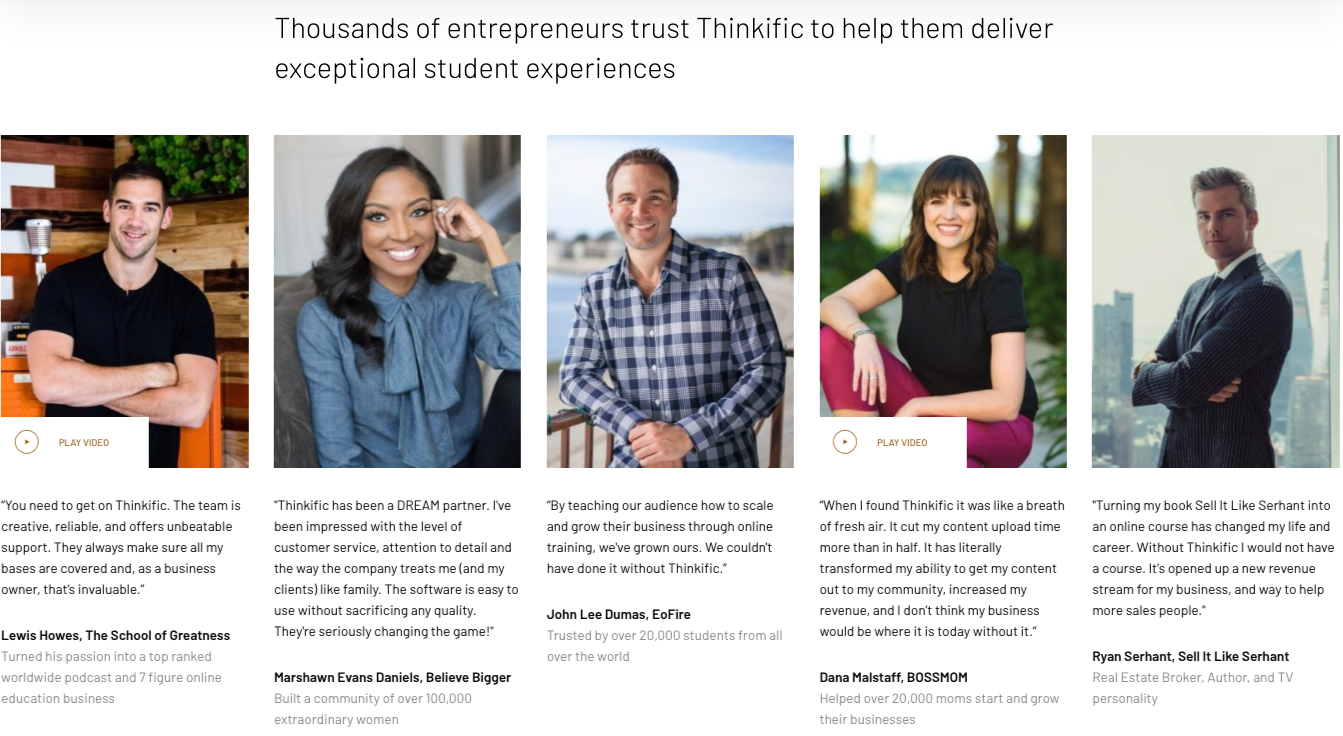 Thousands of entrepreneurs trust Thinkific to help them deliver
exceptional student experiences
PLAY VIDEO
“You need to get on Thinkific. The team is
creative, reliable, and offers unbeatable
support. They always make sure all my
bases are covered and, as a business
owner, that’s invaluable.”
Lewis Howes, The School of Greatness
Turned his passion into a top ranked
worldwide podcast and 7 figure online
education business
"Thinkific has been a DREAM partner. I've
been impressed with the level of
customer service, attention to detail and
the way the company treats me (and my
clients) like family. The software is easy to
use without sacrificing any quality.
They're seriously changing the game!"
Marshawn Evans Daniels, Believe Bigger
Built a community of over 100,000
extraordinary women
“By teaching our audience how to scale
and grow their business through online
training, we've grown ours. We couldn't
have done it without Thinkific.”
John Lee Dumas, EoFire
Trusted by over 20,000 students from all
over the world
PLAY VIDEO
“When I found Thinkific it was like a breath
of fresh air. It cut my content upload time
more than in half. It has literally
transformed my ability to get my content
out to my community, increased my
revenue, and I don’t think my business
would be where it is today without it.”
Dana Malstaff, BOSSMOM
Helped over 20,000 moms start and grow
their businesses
"Turning my book Sell It Like Serhant into
an online course has changed my life and
career. Without Thinkific I would not have
a course. It's opened up a new revenue
stream for my business, and way to help
more sales people."
Ryan Serhant, Sell It Like Serhant
Real Estate Broker, Author, and TV
personality